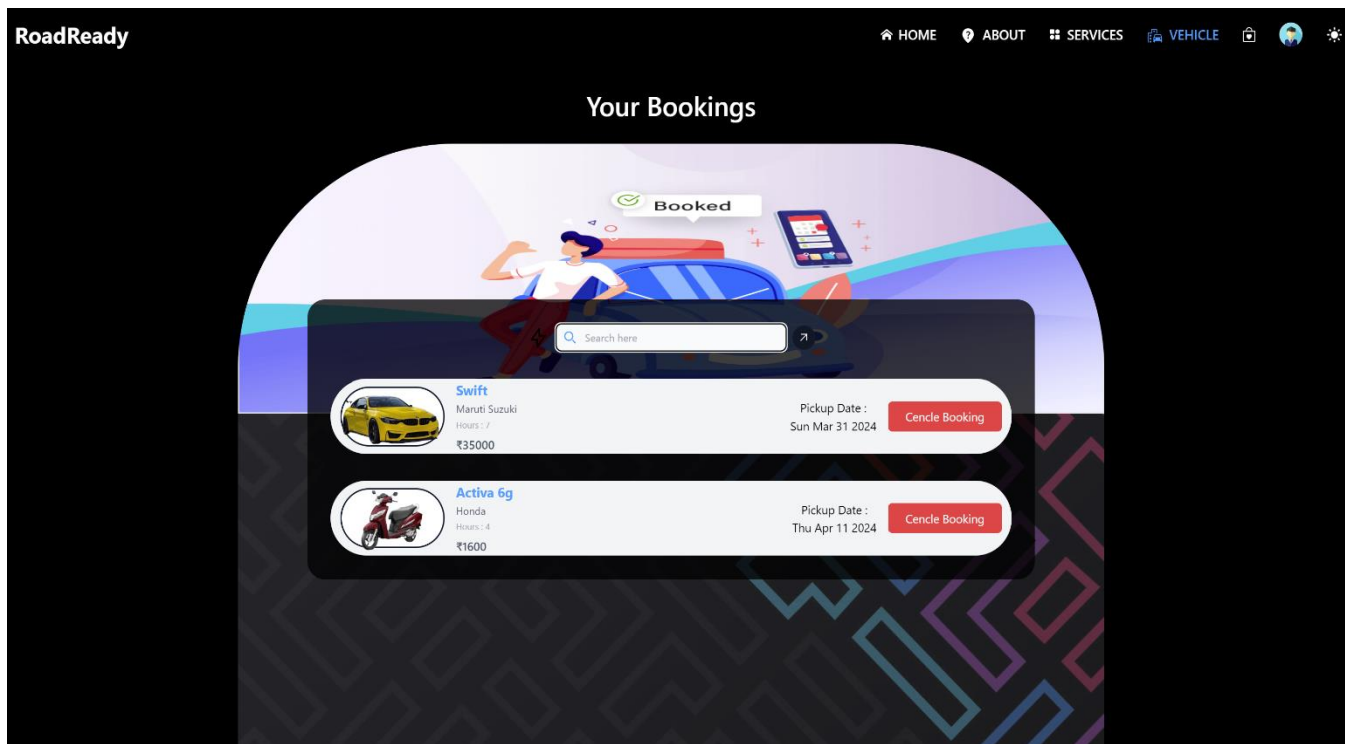 RoadReady
HOME ABOUT SERVICES VEHICLE
Your Bookings
Booked
Search here
Swift
Maruti Suzuki
Hours : 7
₹35000
Pickup Date :
Sun Mar 31 2024
Cencle Booking
Activa 6g
Honda
Hours : 4
₹1600
Pickup Date :
Thu Apr 11 2024
Cencle Booking